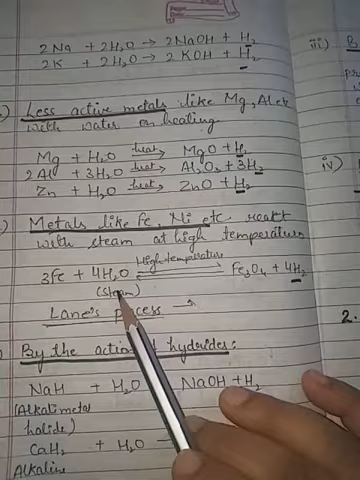 2Na + 2H₂O → 2NaOH + H₂
2K + 2H₂O → 2 KOH + H₂
Less active metals like Mg, Al etc
with water on heating
Mg + H₂O heat→ MgO + H₂
2Al + 3H₂O heat→ Al₂O₃ + 3H₂
Zn + H₂O heat→ ZnO + H₂
Metals like Fe, Ni etc react
with steam at high temperature
3Fe + 4H₂O High temperature ⇌ Fe₃O₄ + 4H₂
(Steam)
Lane's process →
By the action of hydrides:
NaH + H₂O NaOH + H₂
(Alkali metal
halide)
CaH₂ + H₂O →
Alkaline
iii)
iv)
2.